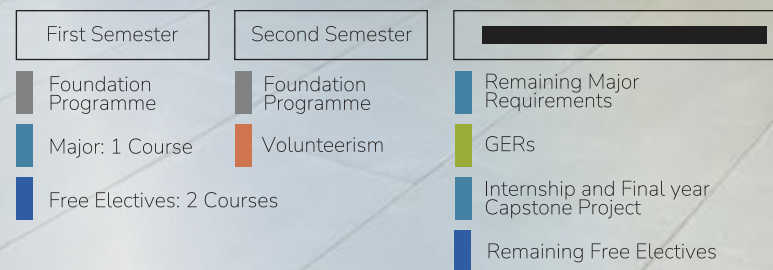 First Semester
Foundation
Programme
Major: 1 Course
Free Electives: 2 Courses
Second Semester
Foundation
Programme
Volunteerism
Remaining Major
Requirements
GERs
Internship and Final year
Capstone Project
Remaining Free Electives